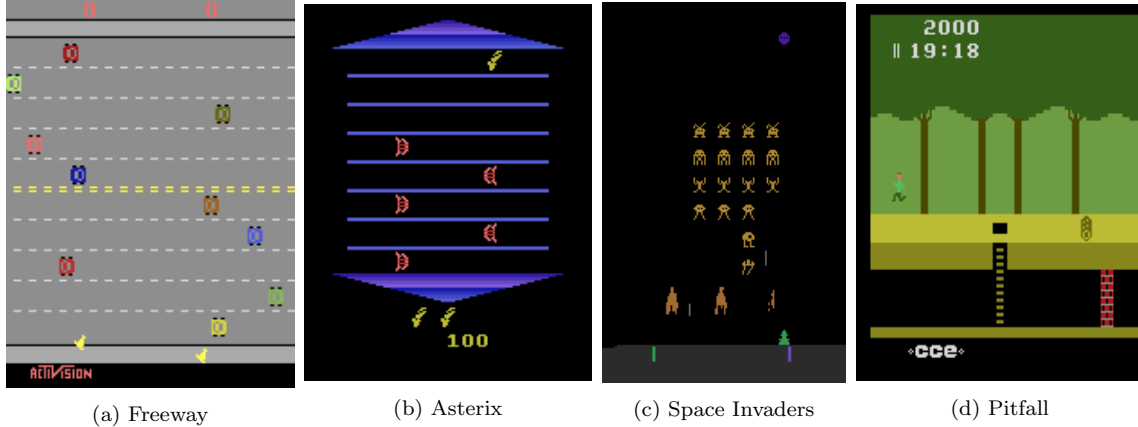 0 0
ACTIVISION
100
2000
19:18
cce
(a) Freeway
(b) Asterix
(c) Space Invaders
(d) Pitfall